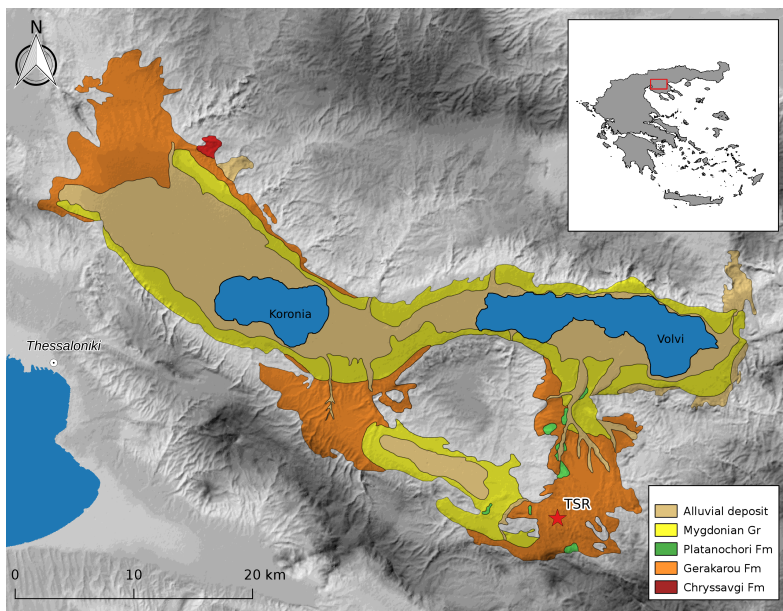 N
Koronia
Volvi
Thessaloniki
TSR
Alluvial deposit
Mygdonian Gr
Platanochori Fm
Gerakarou Fm
Chryssavgi Fm
0 10 20 km